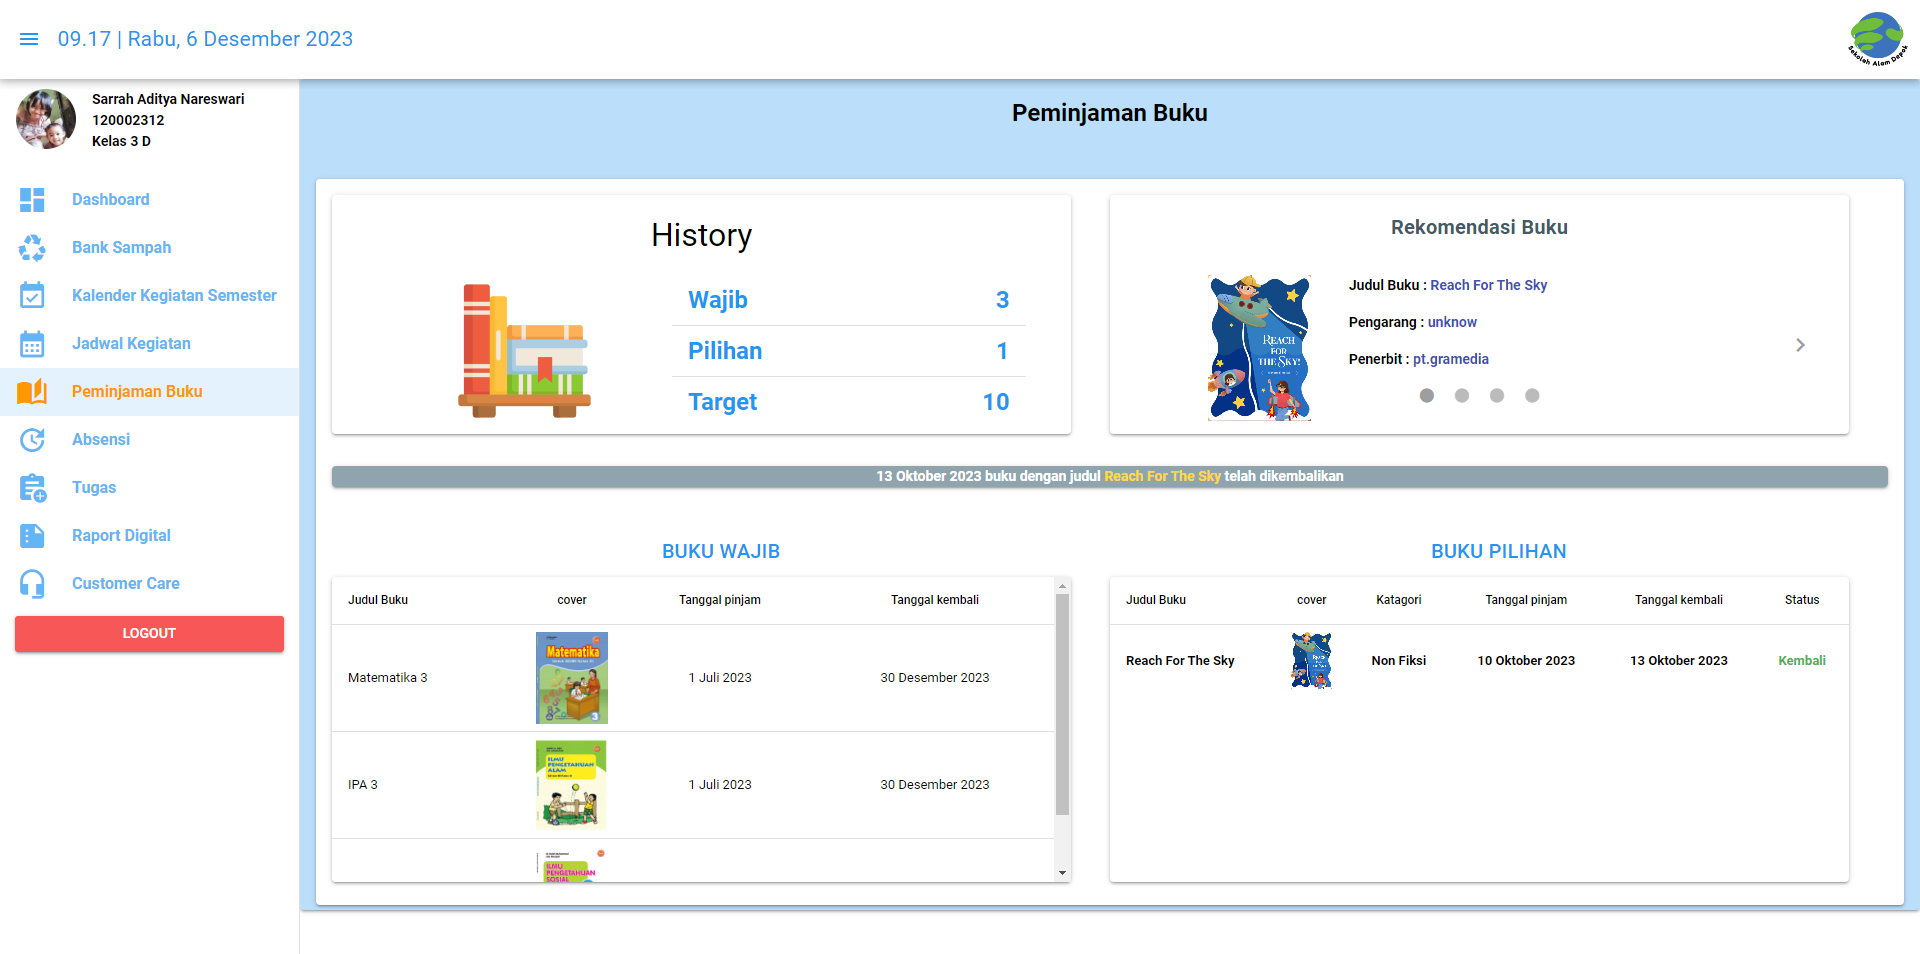 09.17 | Rabu, 6 Desember 2023
Sekolah Alam Depok
Sarrah Aditya Nareswari
120002312
Kelas 3 D
Dashboard
Bank Sampah
Kalender Kegiatan Semester
Jadwal Kegiatan
Peminjaman Buku
Absensi
Tugas
Raport Digital
Customer Care
LOGOUT
Peminjaman Buku
History
Wajib 3
Pilihan 1
Target 10
Rekomendasi Buku
REACH
FOR
THE SKY!
Judul Buku : Reach For The Sky
Pengarang : unknow
Penerbit : pt.gramedia
13 Oktober 2023 buku dengan judul Reach For The Sky telah dikembalikan
BUKU WAJIB
Judul Buku cover Tanggal pinjam Tanggal kembali
Matematika 3 1 Juli 2023 30 Desember 2023
Matematika
3
IPA 3 1 Juli 2023 30 Desember 2023
ILMU
PENGETAHUAN
ALAM
ILMU
PENGETAHUAN
SOSIAL
BUKU PILIHAN
Judul Buku cover Katagori Tanggal pinjam Tanggal kembali Status
Reach For The Sky Non Fiksi 10 Oktober 2023 13 Oktober 2023 Kembali